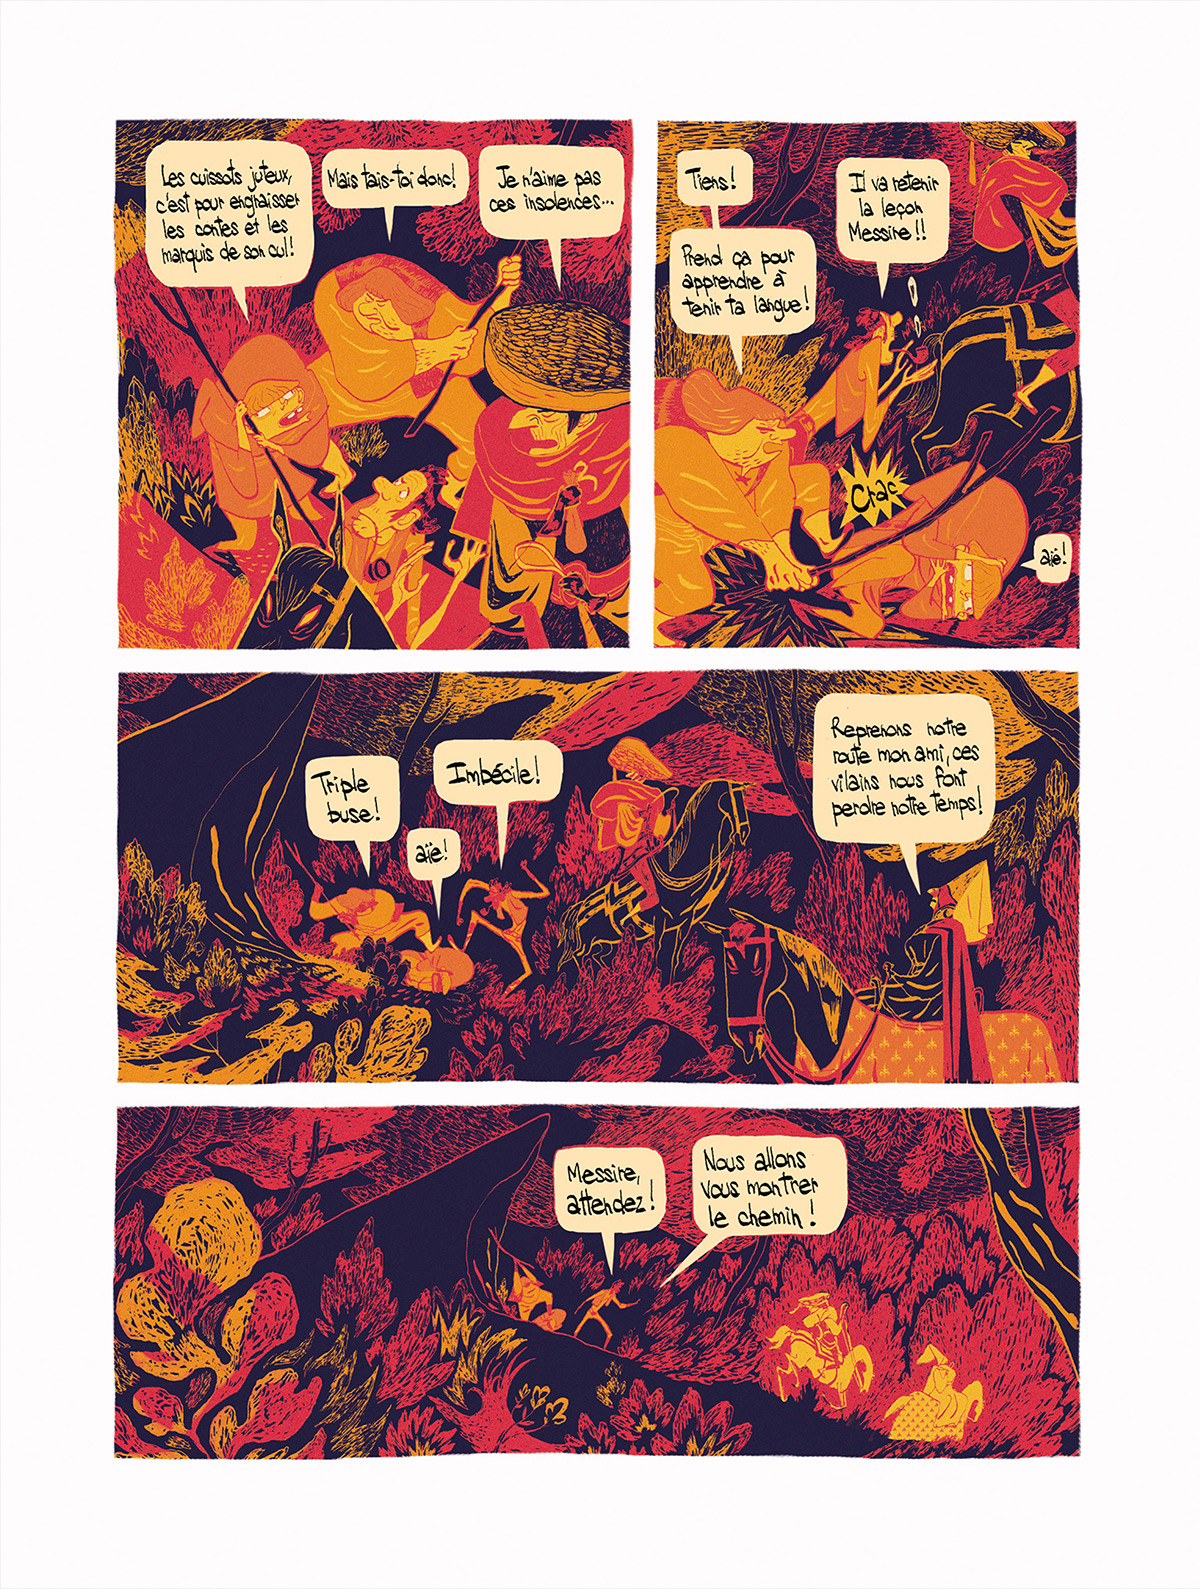 Les cuissots juteux,
c'est pour engraisser
les contes et les
marquis de son cul!
Mais tais-toi donc!
Je n'aime pas
ces insolences...
Tiens!
Prend ça pour
apprendre à
tenir ta langue!
Il va retenir
la leçon
Messire!!
Crac
aïe!
Triple
buse!
aïe!
Imbécile!
Reprenons notre
route mon ami, ces
vilains nous font
perdre notre temps!
Messire,
attendez!
Nous allons
vous montrer
le chemin!